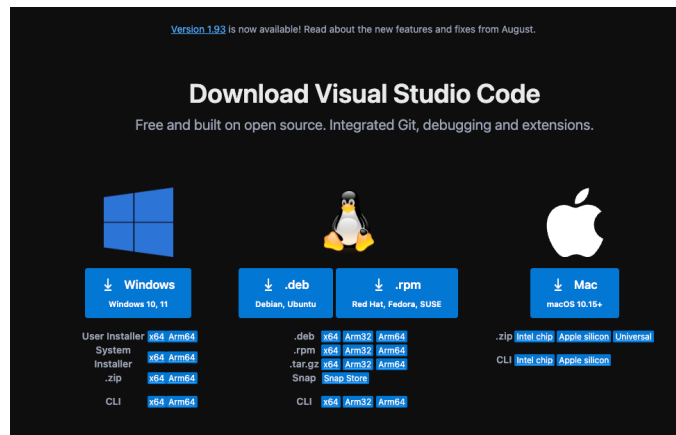 Version 1.93 is now available! Read about the new features and fixes from August.
Download Visual Studio Code
Free and built on open source. Integrated Git, debugging and extensions.
Windows
Windows 10, 11
User Installer x64 Arm64
System
Installer x64 Arm64
.zip x64 Arm64
CLI x64 Arm64
.deb
Debian, Ubuntu
.rpm
Red Hat, Fedora, SUSE
.deb x64 Arm32 Arm64
.rpm x64 Arm32 Arm64
.tar.gz x64 Arm32 Arm64
Snap Snap Store
CLI x64 Arm32 Arm64
Mac
macOS 10.15+
.zip Intel chip Apple silicon Universal
CLI Intel chip Apple silicon